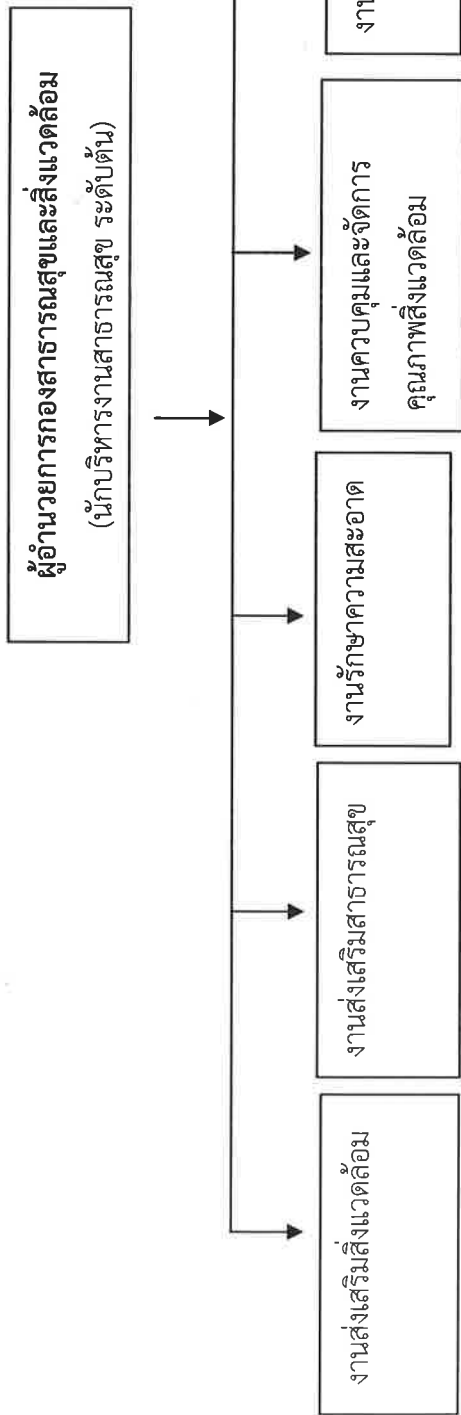 ผู้อำนวยการกองสาธารณสุขและสิ่งแวดล้อม
(นักบริหารงานสาธารณสุข ระดับต้น)
งานส่งเสริมสิ่งแวดล้อม
งานส่งเสริมสาธารณสุข
งานรักษาความสะอาด
งานควบคุมและจัดการ
คุณภาพสิ่งแวดล้อม